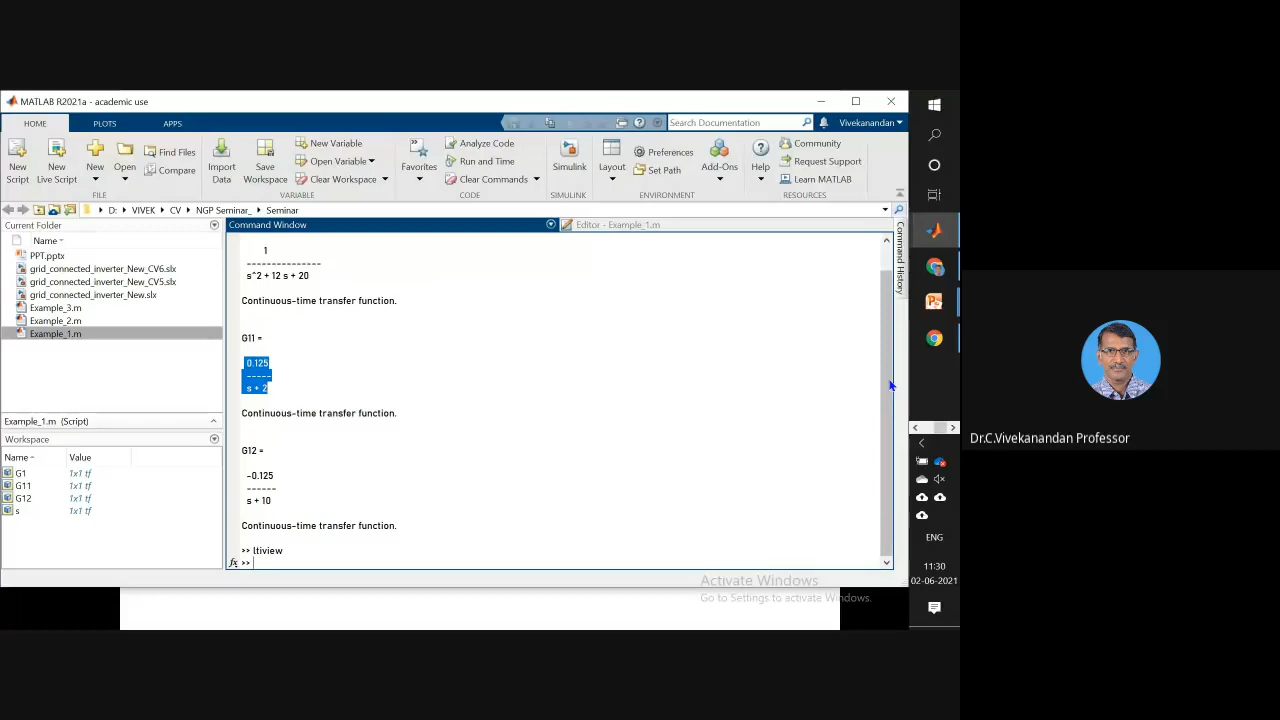 MATLAB R2021a - academic use
HOME PLOTS APPS
Search Documentation
Vivekanandan
New Script
New Live Script
New
Open
Find Files
Compare
FILE
Import Data
Save Workspace
New Variable
Open Variable
Clear Workspace
VARIABLE
Favorites
Analyze Code
Run and Time
Clear Commands
CODE
Simulink
SIMULINK
Layout
Preferences
Set Path
Add-Ons
ENVIRONMENT
Help
Community
Request Support
Learn MATLAB
RESOURCES
D: VIVEK CV NGP Seminar_ Seminar
Current Folder
Name
PPT.pptx
grid_connected_inverter_New_CV6.slx
grid_connected_inverter_New_CV5.slx
grid_connected_inverter_New.slx
Example_3.m
Example_2.m
Example_1.m
Example_1.m (Script)
Workspace
Name Value
G1 1x1 tf
G11 1x1 tf
G12 1x1 tf
s 1x1 tf
Command Window
Editor - Example_1.m
1
---------------
s^2 + 12 s + 20
Continuous-time transfer function.
G11 =
0.125
-----
s + 2
Continuous-time transfer function.
G12 =
-0.125
------
s + 10
Continuous-time transfer function.
>> ltiview
fx >>
Command History
Activate Windows
Go to Settings to activate Windows.
ENG
11:30
02-06-2021
Dr.C.Vivekanandan Professor